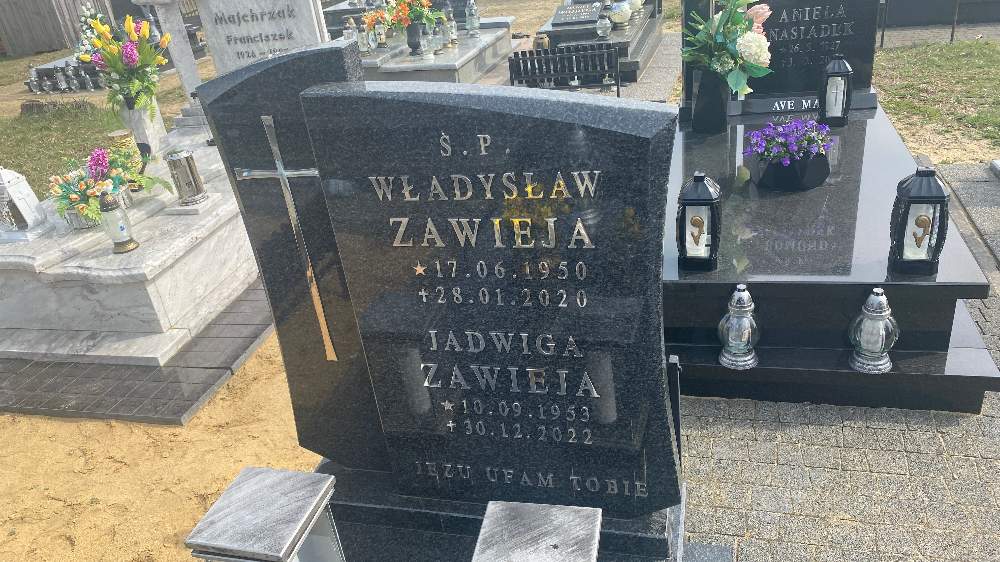 Majchrzak
Franciszek
ANIELA
NASIADEK
AVE MA
Ś.P.
WŁADYSŁAW
ZAWIEJA
17.06.1950
28.01.2020
JADWIGA
ZAWIEJA
10.09.1953
30.12.2022
JEZU UFAM TOBIE